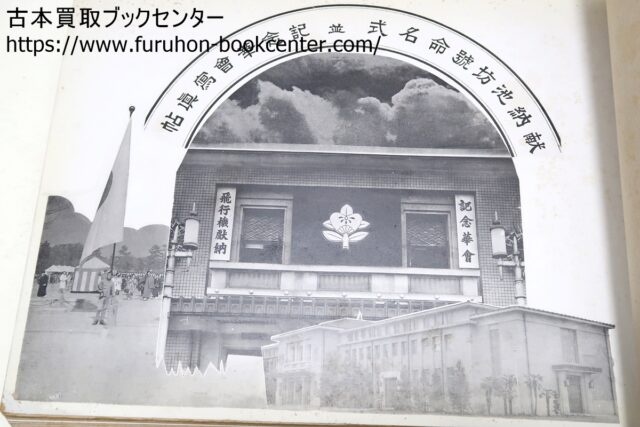 古本買取ブックセンター
https://www.furuhon-bookcenter.com/
献納池坊號命名式並記念華會寫眞帖
飛行機献納
記念華會